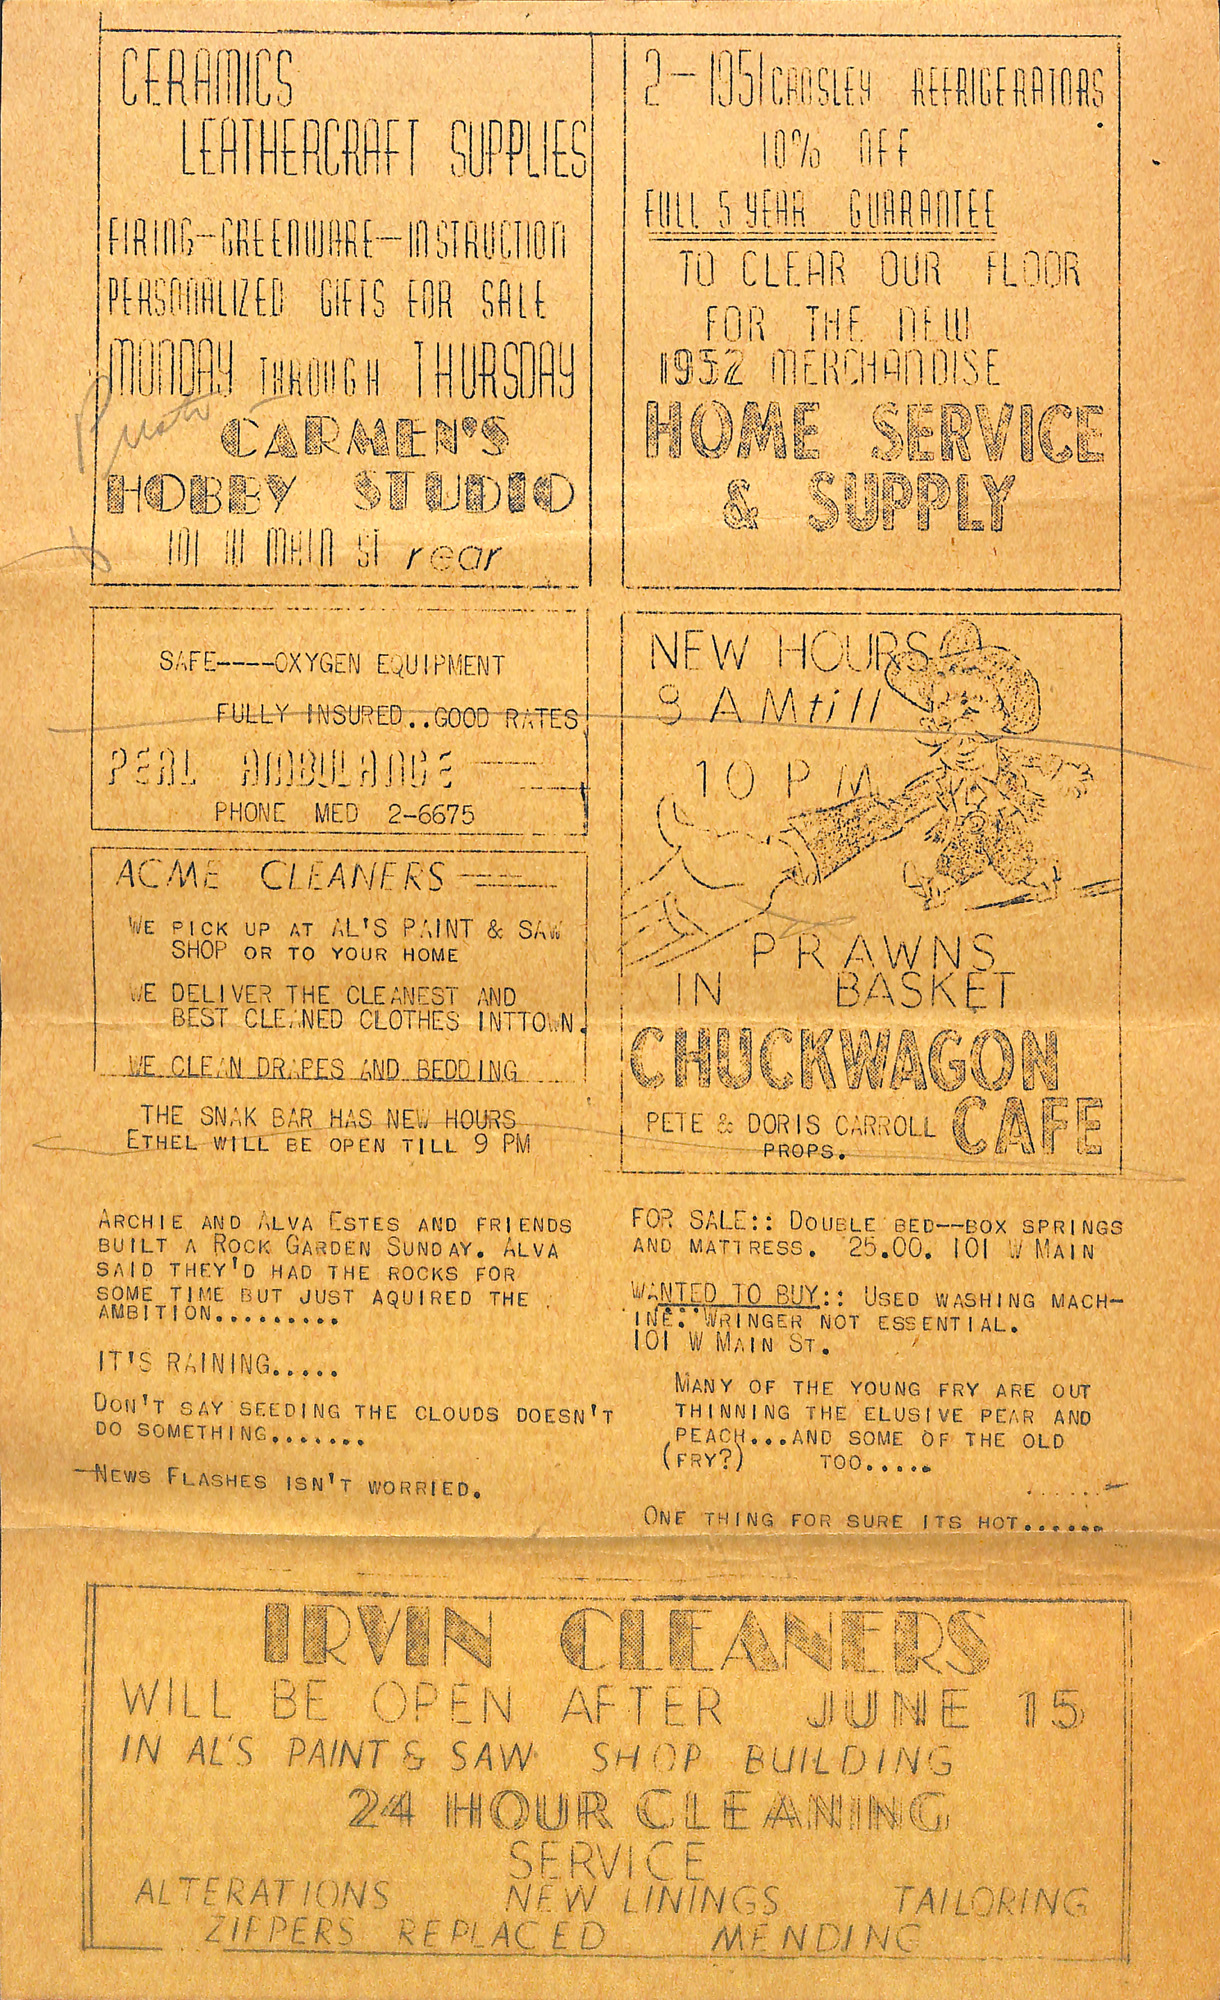 CERAMICS
LEATHERCRAFT SUPPLIES
FIRING—GREENWARE—INSTRUCTION
PERSONALIZED GIFTS FOR SALE
MONDAY THROUGH THURSDAY
CARMEN'S
HOBBY STUDIO
101 W MAIN ST rear
2-1951 CROSLEY REFRIGERATORS
10% OFF
FULL 5 YEAR GUARANTEE
TO CLEAR OUR FLOOR
FOR THE NEW
1952 MERCHANDISE
HOME SERVICE
& SUPPLY
SAFE----OXYGEN EQUIPMENT
FULLY INSURED..GOOD RATES
PERL AMBULANCE
PHONE MED 2-6675
ACME CLEANERS
WE PICK UP AT AL'S PAINT & SAW
SHOP OR TO YOUR HOME
WE DELIVER THE CLEANEST AND
BEST CLEANED CLOTHES INTTOWN.
WE CLEAN DRAPES AND BEDDING
THE SNAK BAR HAS NEW HOURS
ETHEL WILL BE OPEN TILL 9 PM
NEW HOURS
AM till
10 PM
PRAWNS
IN BASKET
CHUCKWAGON
CAFE
PETE & DORIS CARROLL
PROPS.
ARCHIE AND ALVA ESTES AND FRIENDS
BUILT A ROCK GARDEN SUNDAY. ALVA
SAID THEY'D HAD THE ROCKS FOR
SOME TIME BUT JUST AQUIRED THE
AMBITION.........
IT'S RAINING.....
DON'T SAY SEEDING THE CLOUDS DOESN'T
DO SOMETHING.......
NEWS FLASHES ISN'T WORRIED.
FOR SALE:: DOUBLE BED--BOX SPRINGS
AND MATTRESS. 25.00. 101 W MAIN
WANTED TO BUY:: USED WASHING MACH-
INE. WRINGER NOT ESSENTIAL.
101 W MAIN ST.
MANY OF THE YOUNG FRY ARE OUT
THINNING THE ELUSIVE PEAR AND
PEACH...AND SOME OF THE OLD
(FRY?) TOO.....
ONE THING FOR SURE ITS HOT......
IRVIN CLEANERS
WILL BE OPEN AFTER JUNE 15
IN AL'S PAINT & SAW SHOP BUILDING
24 HOUR CLEANING
SERVICE
ALTERATIONS NEW LININGS TAILORING
ZIPPERS REPLACED MENDING